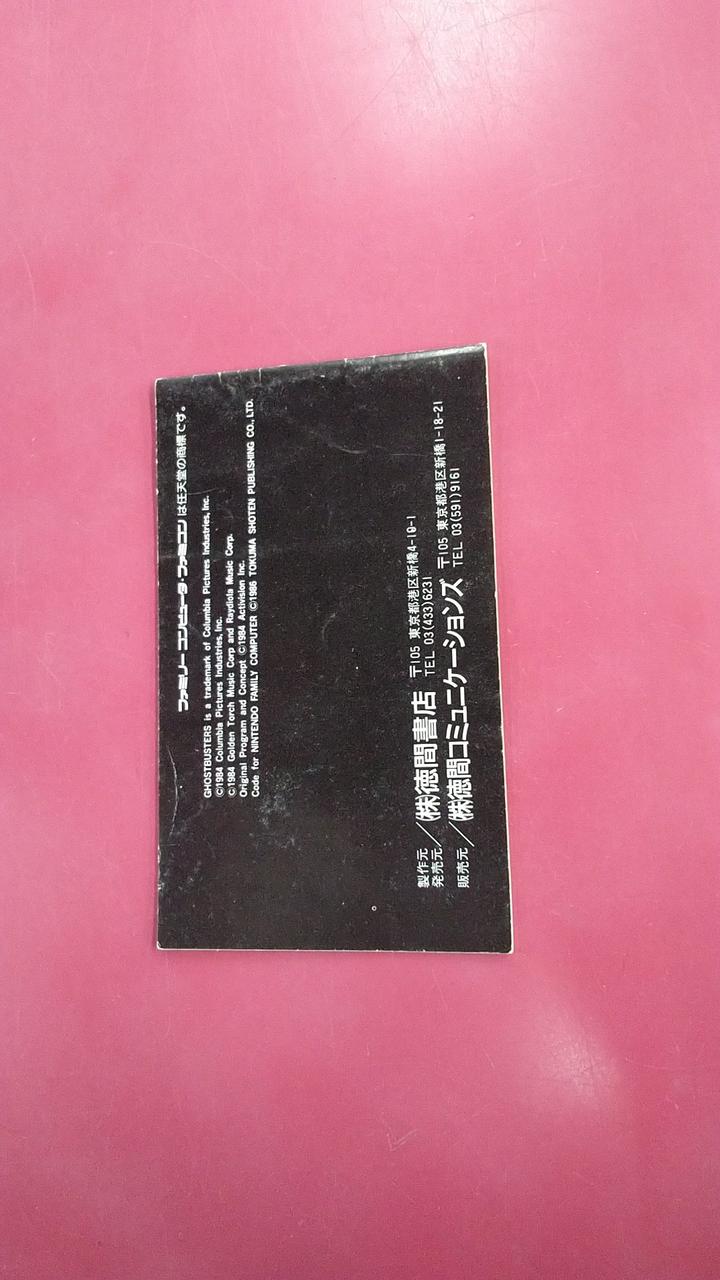 ファミリーコンピュータ・ファミコンは任天堂の商標です。
GHOSTBUSTERS is a trademark of Columbia Pictures Industries, Inc.
©1984 Columbia Pictures Industries, Inc.
©1984 Golden Torch Music Corp and Raydiola Music Corp.
Original Program and Concept ©1984 Activision Inc.
Code for NINTENDO FAMILY COMPUTER ©1986 TOKUMA SHOTEN PUBLISHING CO., LTD.
製作元
発売元/㈱徳間書店 〒105 東京都港区新橋4-10-1
TEL 03(433)6231
販売元/㈱徳間コミュニケーションズ 〒105 東京都港区新橋1-18-21
TEL 03(591)9161